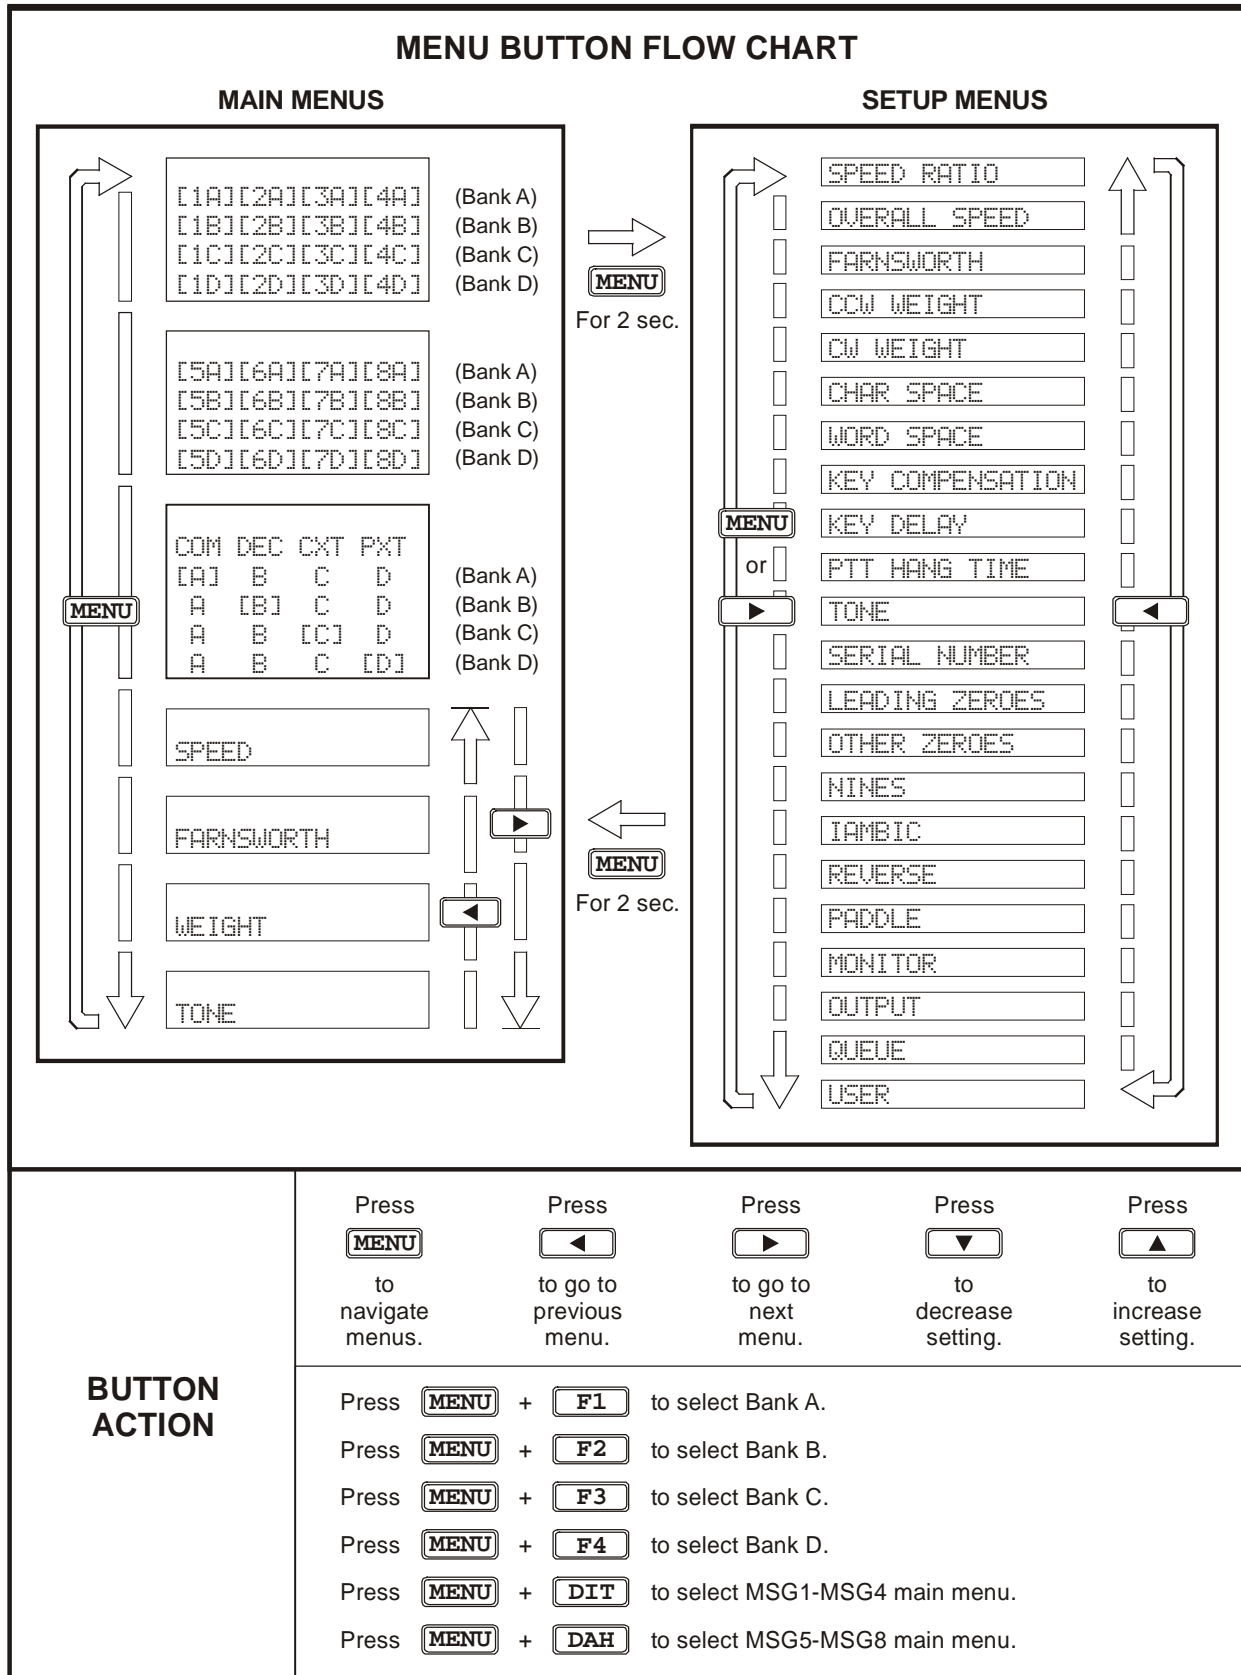 MENU BUTTON FLOW CHART
MAIN MENUS
[1A][2A][3A][4A] (Bank A)
[1B][2B][3B][4B] (Bank B)
[1C][2C][3C][4C] (Bank C)
[1D][2D][3D][4D] (Bank D)
[5A][6A][7A][8A] (Bank A)
[5B][6B][7B][8B] (Bank B)
[5C][6C][7C][8C] (Bank C)
[5D][6D][7D][8D] (Bank D)
COM DEC CXT PXT
[A] B C D (Bank A)
A [B] C D (Bank B)
A B [C] D (Bank C)
A B C [D] (Bank D)
MENU
SPEED
FARNSWORTH
WEIGHT
TONE
MENU
For 2 sec.
MENU
For 2 sec.
SETUP MENUS
SPEED RATIO
OVERALL SPEED
FARNSWORTH
CCW WEIGHT
CW WEIGHT
CHAR SPACE
WORD SPACE
KEY COMPENSATION
MENU
KEY DELAY
or
PTT HANG TIME
TONE
SERIAL NUMBER
LEADING ZEROES
OTHER ZEROES
NINES
IAMBIC
REVERSE
PADDLE
MONITOR
OUTPUT
QUEUE
USER
BUTTON
ACTION
Press
MENU
to
navigate
menus.
Press
to go to
previous
menu.
Press
to go to
next
menu.
Press
to
decrease
setting.
Press
to
increase
setting.
Press MENU + F1 to select Bank A.
Press MENU + F2 to select Bank B.
Press MENU + F3 to select Bank C.
Press MENU + F4 to select Bank D.
Press MENU + DIT to select MSG1-MSG4 main menu.
Press MENU + DAH to select MSG5-MSG8 main menu.